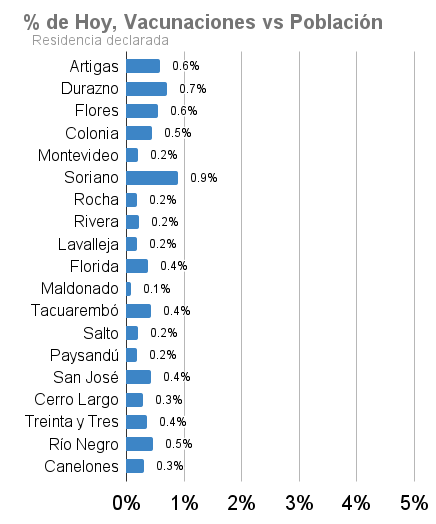 % de Hoy, Vacunaciones vs Población
Residencia declarada
Artigas 0.6%
Durazno 0.7%
Flores 0.6%
Colonia 0.5%
Montevideo 0.2%
Soriano 0.9%
Rocha 0.2%
Rivera 0.2%
Lavalleja 0.2%
Florida 0.4%
Maldonado 0.1%
Tacuarembó 0.4%
Salto 0.2%
Paysandú 0.2%
San José 0.4%
Cerro Largo 0.3%
Treinta y Tres 0.4%
Río Negro 0.5%
Canelones 0.3%
0% 1% 2% 3% 4% 5%